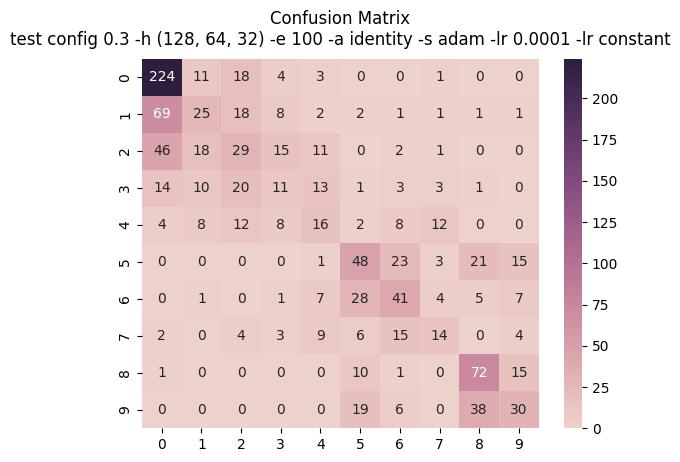 Confusion Matrix
test config 0.3 -h (128, 64, 32) -e 100 -a identity -s adam -lr 0.0001 -lr constant
0 224 11 18 4 3 0 0 1 0 0
1 69 25 18 8 2 2 1 1 1 1
2 46 18 29 15 11 0 2 1 0 0
3 14 10 20 11 13 1 3 3 1 0
4 4 8 12 8 16 2 8 12 0 0
5 0 0 0 0 1 48 23 3 21 15
6 0 1 0 1 7 28 41 4 5 7
7 2 0 4 3 9 6 15 14 0 4
8 1 0 0 0 0 10 1 0 72 15
9 0 0 0 0 0 19 6 0 38 30
0 1 2 3 4 5 6 7 8 9
200
175
150
125
100
75
50
25
0